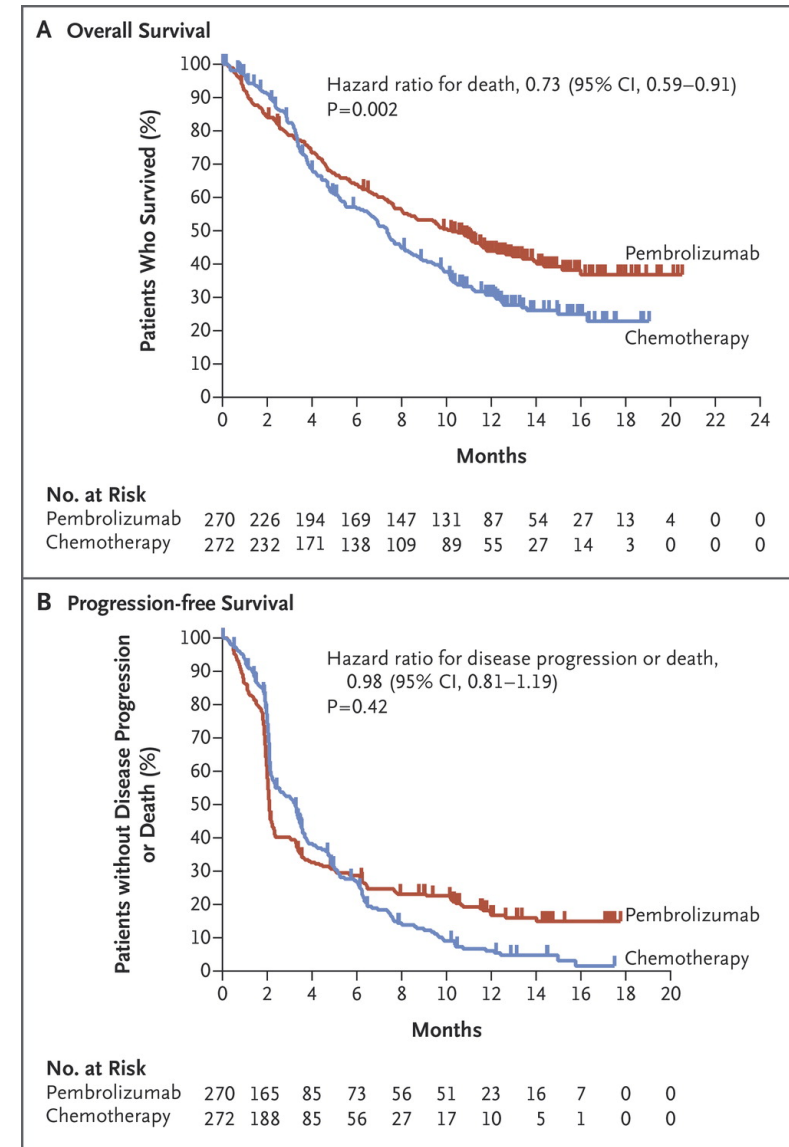 A Overall Survival
100
90
80
70
60
50
40
30
20
10
0
Patients Who Survived (%)
Hazard ratio for death, 0.73 (95% CI, 0.59–0.91)
P=0.002
Pembrolizumab
Chemotherapy
0 2 4 6 8 10 12 14 16 18 20 22 24
Months
No. at Risk
Pembrolizumab 270 226 194 169 147 131 87 54 27 13 4 0 0
Chemotherapy 272 232 171 138 109 89 55 27 14 3 0 0 0
B Progression-free Survival
100
90
80
70
60
50
40
30
20
10
0
Patients without Disease Progression
or Death (%)
Hazard ratio for disease progression or death,
0.98 (95% CI, 0.81–1.19)
P=0.42
Pembrolizumab
Chemotherapy
0 2 4 6 8 10 12 14 16 18 20
Months
No. at Risk
Pembrolizumab 270 165 85 73 56 51 23 16 7 0 0
Chemotherapy 272 188 85 56 27 17 10 5 1 0 0